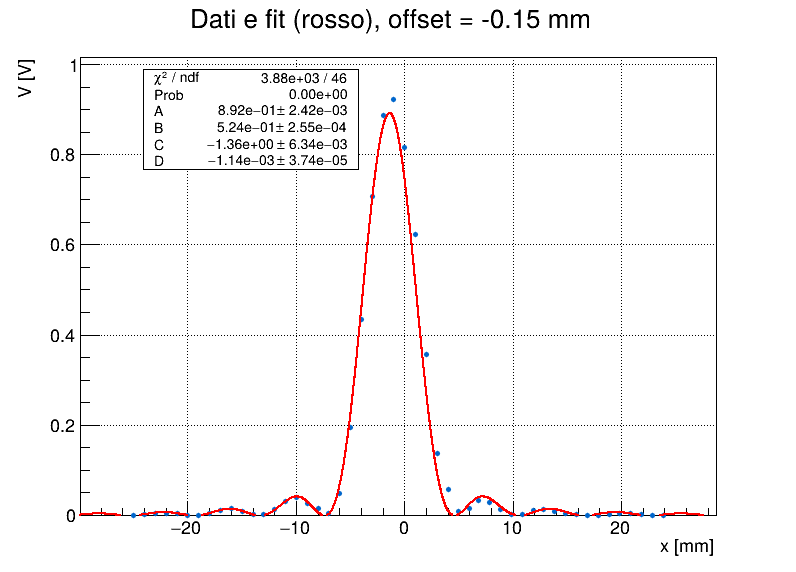 Dati e fit (rosso), offset = -0.15 mm
V [V]
χ² / ndf 3.88e+03 / 46
Prob 0.00e+00
A 8.92e−01± 2.42e−03
B 5.24e−01± 2.55e−04
C −1.36e+00± 6.34e−03
D −1.14e−03± 3.74e−05
1
0.8
0.6
0.4
0.2
0
−20 −10 0 10 20
x [mm]